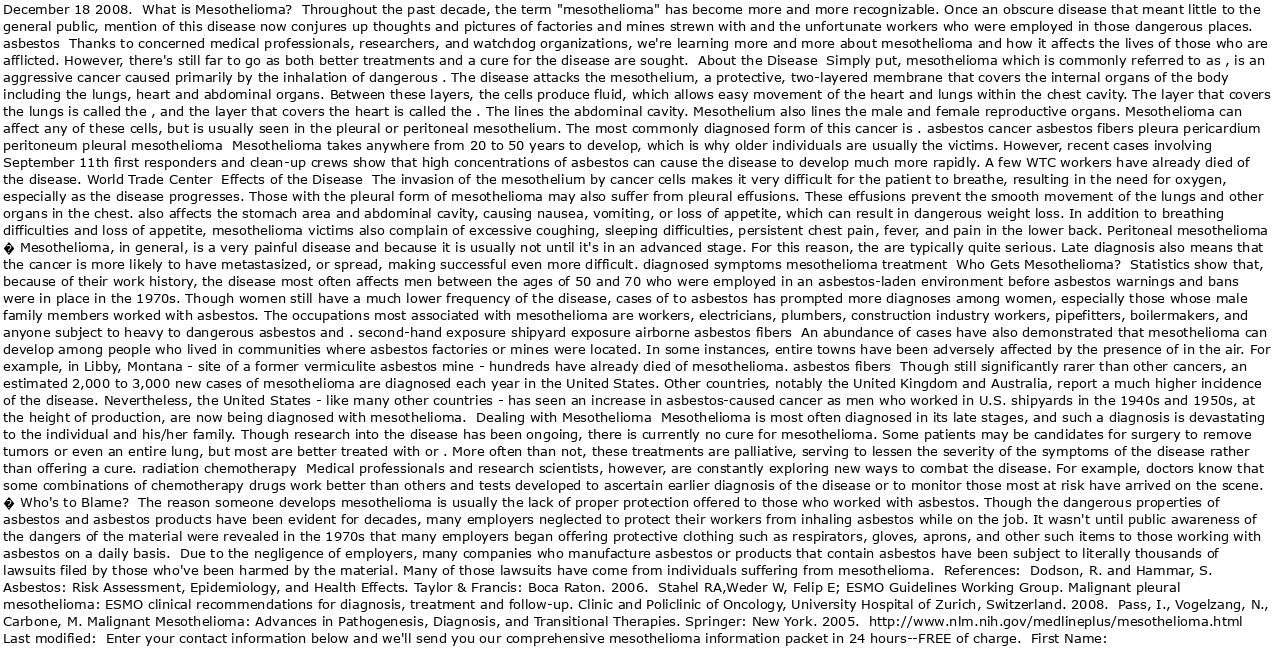 December 18 2008.  What is Mesothelioma?  Throughout the past decade, the term "mesothelioma" has become more and more recognizable. Once an obscure disease that meant little to the
general public, mention of this disease now conjures up thoughts and pictures of factories and mines strewn with and the unfortunate workers who were employed in those dangerous places.
asbestos  Thanks to concerned medical professionals, researchers, and watchdog organizations, we're learning more and more about mesothelioma and how it affects the lives of those who are
afflicted. However, there's still far to go as both better treatments and a cure for the disease are sought.  About the Disease  Simply put, mesothelioma which is commonly referred to as , is an
aggressive cancer caused primarily by the inhalation of dangerous . The disease attacks the mesothelium, a protective, two-layered membrane that covers the internal organs of the body
including the lungs, heart and abdominal organs. Between these layers, the cells produce fluid, which allows easy movement of the heart and lungs within the chest cavity. The layer that covers
the lungs is called the , and the layer that covers the heart is called the . The lines the abdominal cavity. Mesothelium also lines the male and female reproductive organs. Mesothelioma can
affect any of these cells, but is usually seen in the pleural or peritoneal mesothelium. The most commonly diagnosed form of this cancer is . asbestos cancer asbestos fibers pleura pericardium
peritoneum pleural mesothelioma  Mesothelioma takes anywhere from 20 to 50 years to develop, which is why older individuals are usually the victims. However, recent cases involving
September 11th first responders and clean-up crews show that high concentrations of asbestos can cause the disease to develop much more rapidly. A few WTC workers have already died of
the disease. World Trade Center  Effects of the Disease  The invasion of the mesothelium by cancer cells makes it very difficult for the patient to breathe, resulting in the need for oxygen,
especially as the disease progresses. Those with the pleural form of mesothelioma may also suffer from pleural effusions. These effusions prevent the smooth movement of the lungs and other
organs in the chest. also affects the stomach area and abdominal cavity, causing nausea, vomiting, or loss of appetite, which can result in dangerous weight loss. In addition to breathing
difficulties and loss of appetite, mesothelioma victims also complain of excessive coughing, sleeping difficulties, persistent chest pain, fever, and pain in the lower back. Peritoneal mesothelioma
� Mesothelioma, in general, is a very painful disease and because it is usually not until it's in an advanced stage. For this reason, the are typically quite serious. Late diagnosis also means that
the cancer is more likely to have metastasized, or spread, making successful even more difficult. diagnosed symptoms mesothelioma treatment  Who Gets Mesothelioma?  Statistics show that,
because of their work history, the disease most often affects men between the ages of 50 and 70 who were employed in an asbestos-laden environment before asbestos warnings and bans
were in place in the 1970s. Though women still have a much lower frequency of the disease, cases of to asbestos has prompted more diagnoses among women, especially those whose male
family members worked with asbestos. The occupations most associated with mesothelioma are workers, electricians, plumbers, construction industry workers, pipefitters, boilermakers, and
anyone subject to heavy to dangerous asbestos and . second-hand exposure shipyard exposure airborne asbestos fibers  An abundance of cases have also demonstrated that mesothelioma can
develop among people who lived in communities where asbestos factories or mines were located. In some instances, entire towns have been adversely affected by the presence of in the air. For
example, in Libby, Montana - site of a former vermiculite asbestos mine - hundreds have already died of mesothelioma. asbestos fibers  Though still significantly rarer than other cancers, an
estimated 2,000 to 3,000 new cases of mesothelioma are diagnosed each year in the United States. Other countries, notably the United Kingdom and Australia, report a much higher incidence
of the disease. Nevertheless, the United States - like many other countries - has seen an increase in asbestos-caused cancer as men who worked in U.S. shipyards in the 1940s and 1950s, at
the height of production, are now being diagnosed with mesothelioma.  Dealing with Mesothelioma  Mesothelioma is most often diagnosed in its late stages, and such a diagnosis is devastating
to the individual and his/her family. Though research into the disease has been ongoing, there is currently no cure for mesothelioma. Some patients may be candidates for surgery to remove
tumors or even an entire lung, but most are better treated with or . More often than not, these treatments are palliative, serving to lessen the severity of the symptoms of the disease rather
than offering a cure. radiation chemotherapy  Medical professionals and research scientists, however, are constantly exploring new ways to combat the disease. For example, doctors know that
some combinations of chemotherapy drugs work better than others and tests developed to ascertain earlier diagnosis of the disease or to monitor those most at risk have arrived on the scene.
� Who's to Blame?  The reason someone develops mesothelioma is usually the lack of proper protection offered to those who worked with asbestos. Though the dangerous properties of
asbestos and asbestos products have been evident for decades, many employers neglected to protect their workers from inhaling asbestos while on the job. It wasn't until public awareness of
the dangers of the material were revealed in the 1970s that many employers began offering protective clothing such as respirators, gloves, aprons, and other such items to those working with
asbestos on a daily basis.  Due to the negligence of employers, many companies who manufacture asbestos or products that contain asbestos have been subject to literally thousands of
lawsuits filed by those who've been harmed by the material. Many of those lawsuits have come from individuals suffering from mesothelioma.  References:  Dodson, R. and Hammar, S.
Asbestos: Risk Assessment, Epidemiology, and Health Effects. Taylor & Francis: Boca Raton. 2006.  Stahel RA,Weder W, Felip E; ESMO Guidelines Working Group. Malignant pleural
mesothelioma: ESMO clinical recommendations for diagnosis, treatment and follow-up. Clinic and Policlinic of Oncology, University Hospital of Zurich, Switzerland. 2008.  Pass, I., Vogelzang, N.,
Carbone, M. Malignant Mesothelioma: Advances in Pathogenesis, Diagnosis, and Transitional Therapies. Springer: New York. 2005.  http://www.nlm.nih.gov/medlineplus/mesothelioma.html
Last modified:  Enter your contact information below and we'll send you our comprehensive mesothelioma information packet in 24 hours--FREE of charge.  First Name: